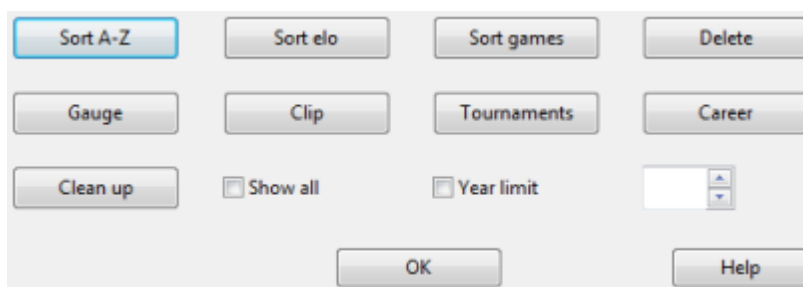 Sort A-Z Sort elo Sort games Delete
Gauge Clip Tournaments Career
Clean up Show all Year limit
OK Help